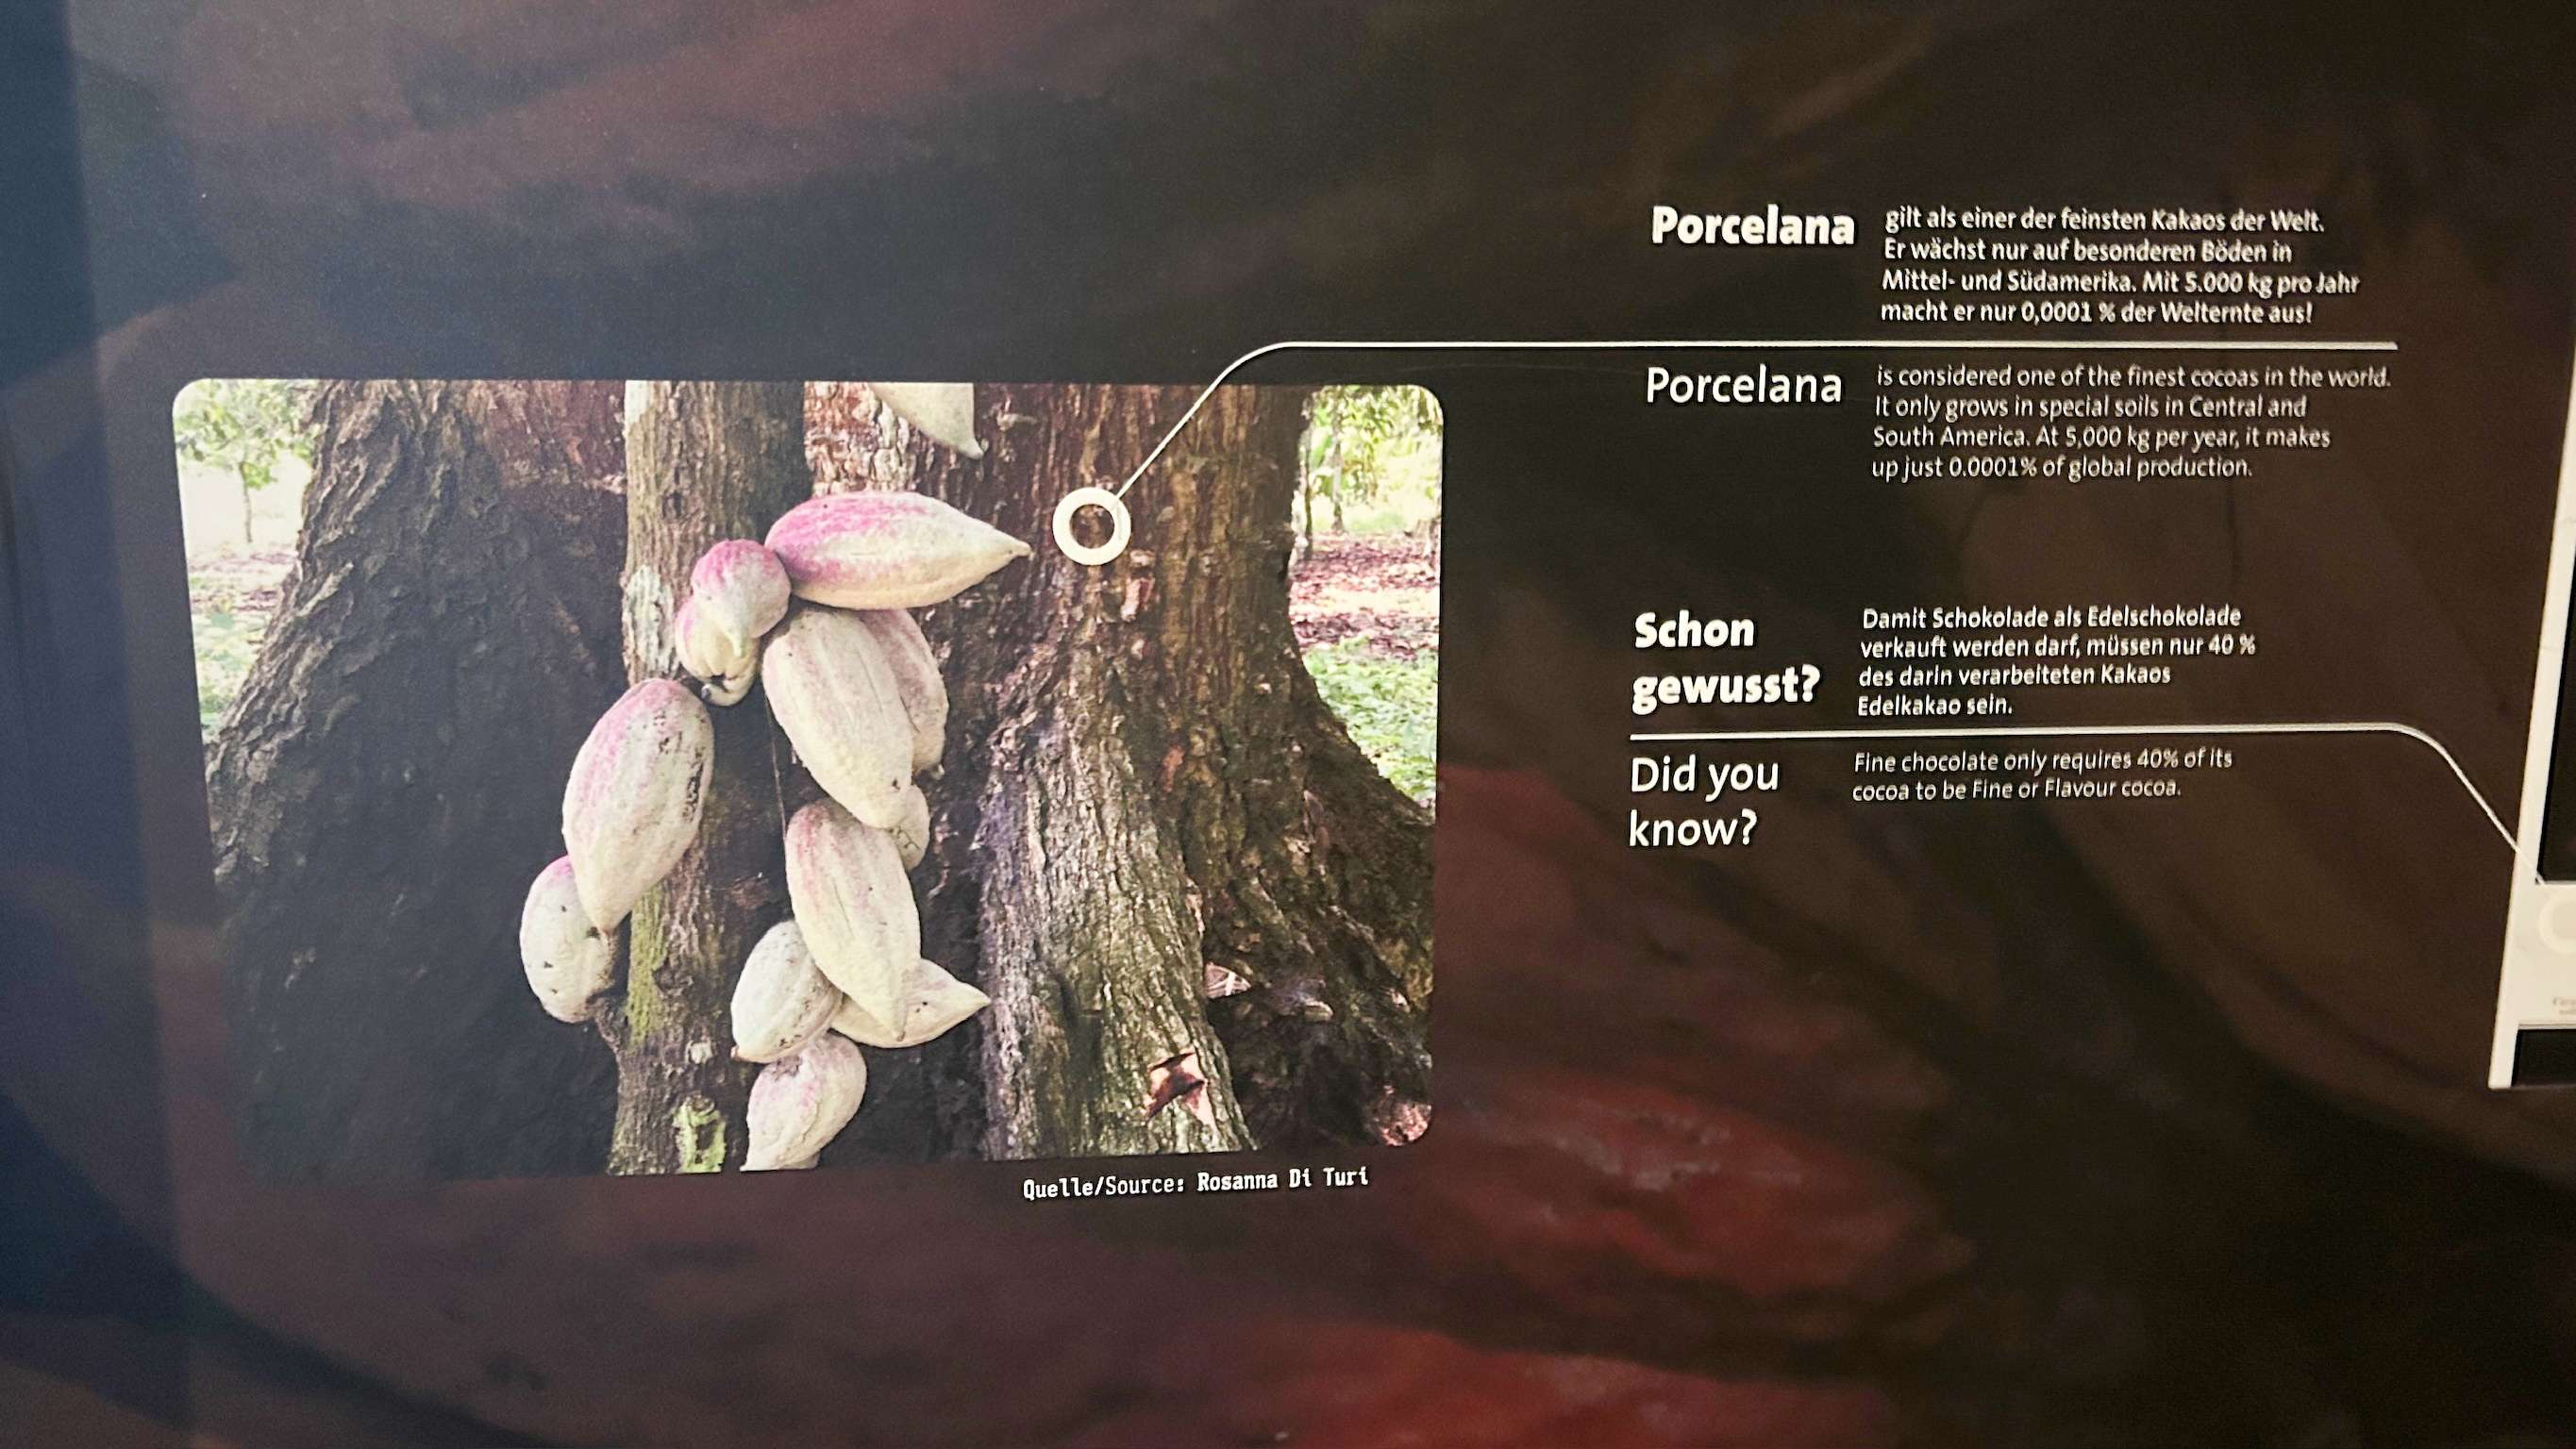 Porcelana
gilt als einer der feinsten Kakaos der Welt.
Er wächst nur auf besonderen Böden in
Mittel- und Südamerika. Mit 5.000 kg pro Jahr
macht er nur 0,0001 % der Welternte aus!
Porcelana
is considered one of the finest cocoas in the world.
It only grows in special soils in Central and
South America. At 5,000 kg per year, it makes
up just 0.0001% of global production.
Schon
gewusst?
Damit Schokolade als Edelschokolade
verkauft werden darf, müssen nur 40 %
des darin verarbeiteten Kakaos
Edelkakao sein.
Did you
know?
Fine chocolate only requires 40% of its
cocoa to be Fine or Flavour cocoa.
Quelle/Source: Rosanna Di Turi